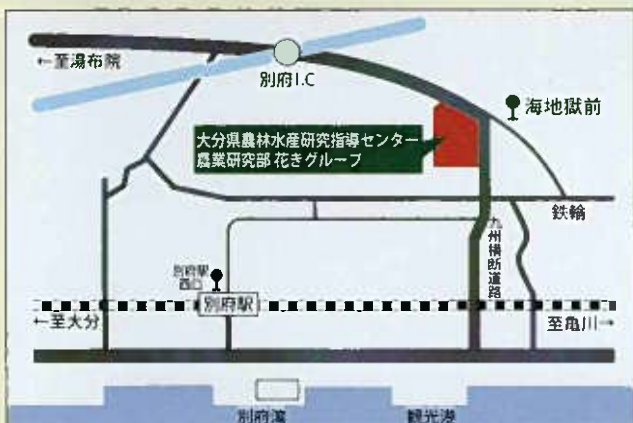 ←至湯布院
別府I.C
海地獄前
大分県農林水産研究指導センター
農業研究部 花きグループ
鉄輪
九州横断道路
別府駅
西口
別府駅
←至大分
至亀川→
別府湾
観光港